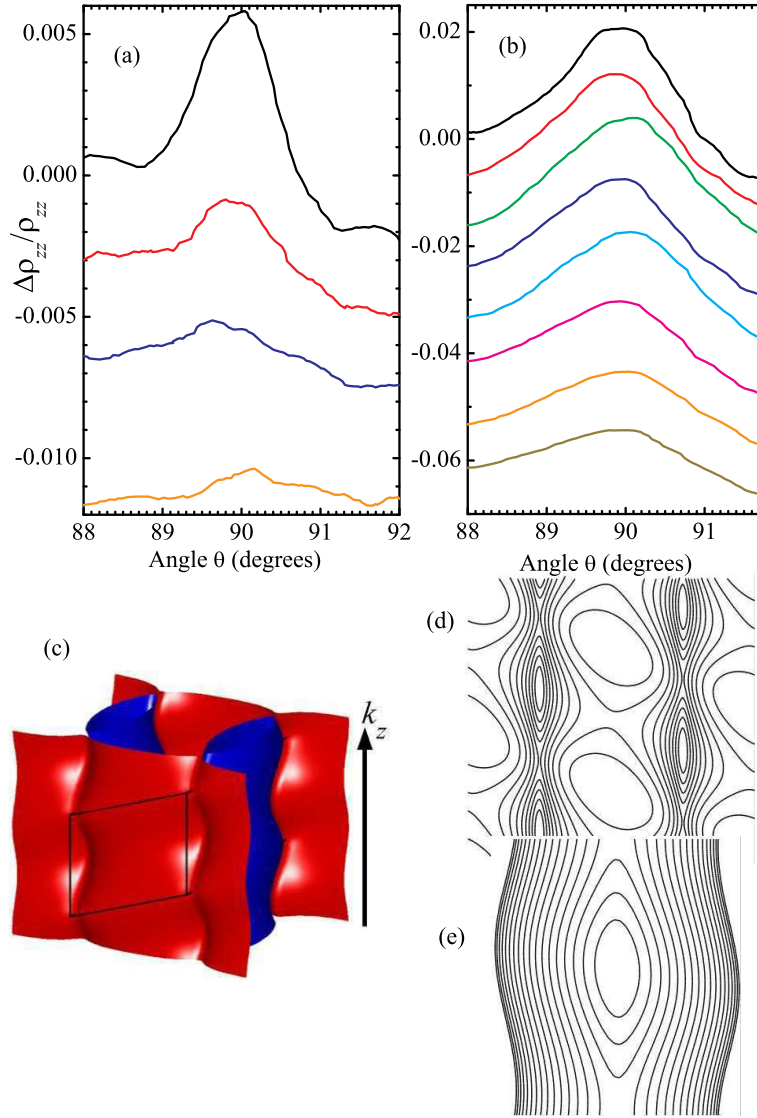 (a)
(b)
0.005
0.000
-0.005
-0.010
Δρzz/ρzz
88 89 90 91 92
Angle θ (degrees)
0.02
0.00
-0.02
-0.04
-0.06
88 89 90 91
Angle θ (degrees)
(c)
kz
(d)
(e)